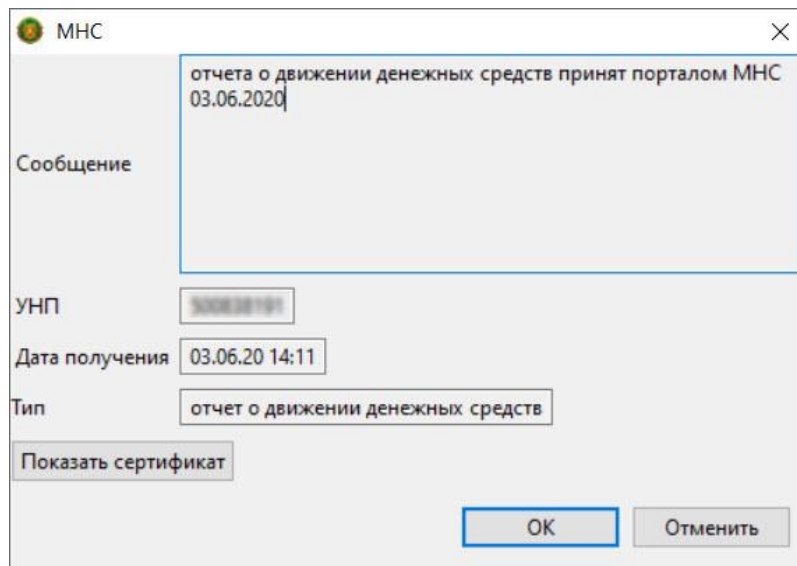 МНС
отчета о движении денежных средств принят порталом МНС
03.06.2020
Сообщение
УНП
Дата получения 03.06.20 14:11
Тип отчет о движении денежных средств
Показать сертификат
OK Отменить